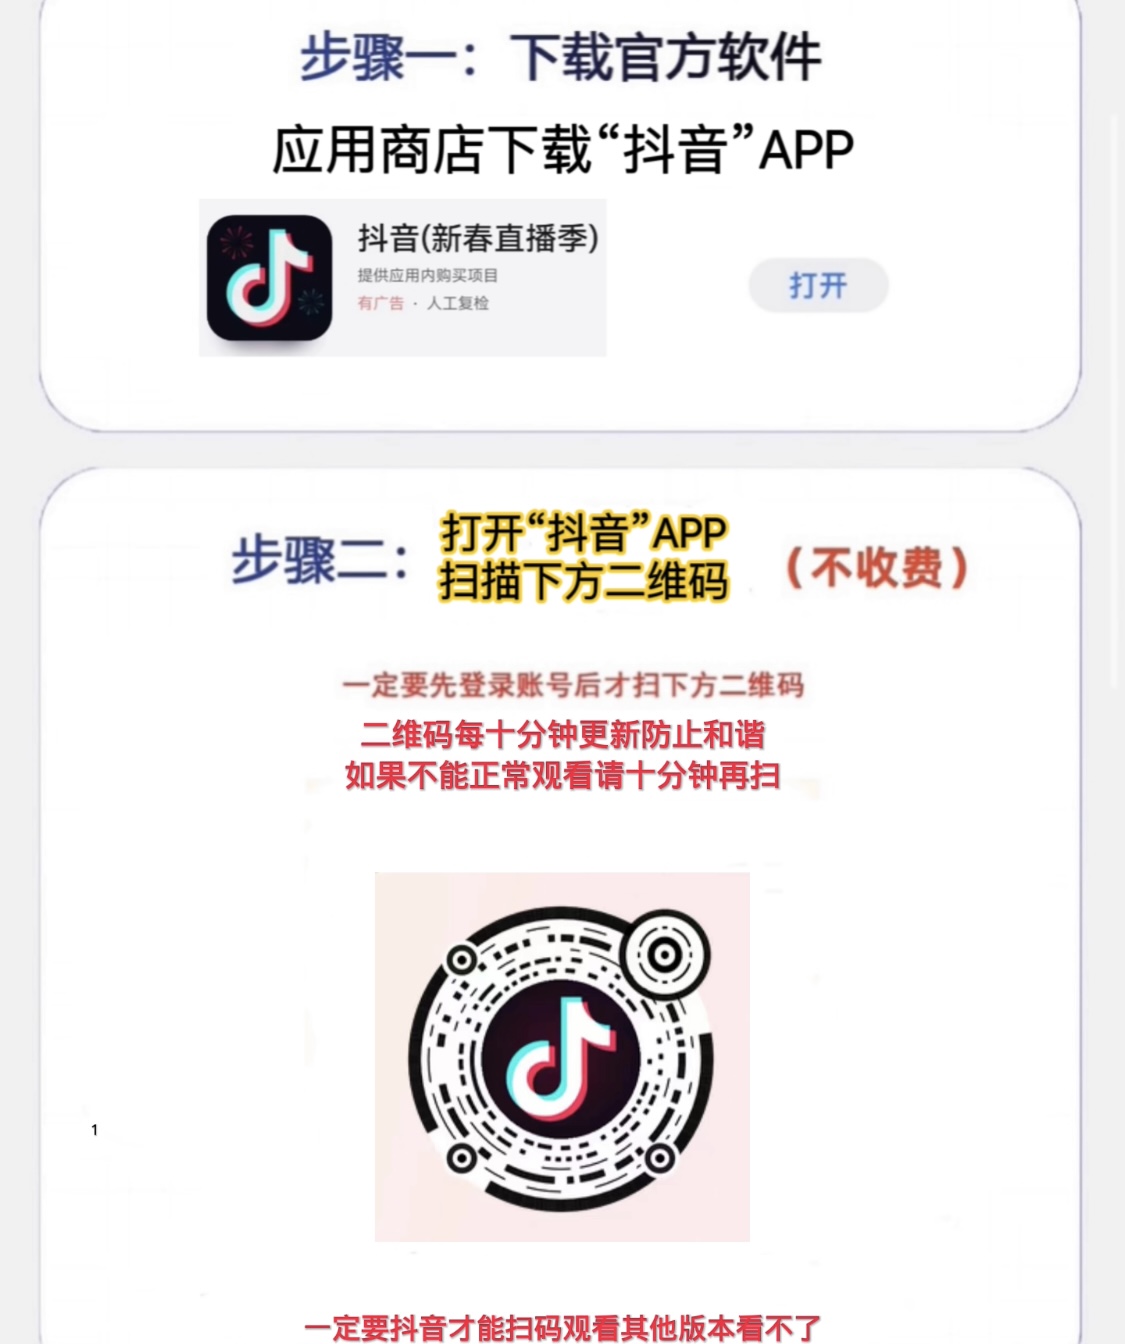 步骤一：下载官方软件
应用商店下载“抖音”APP
抖音(新春直播季)
提供应用内购买项目
有广告 · 人工复检
打开
步骤二：
打开“抖音”APP
扫描下方二维码
（不收费）
一定要先登录账号后才扫下方二维码
二维码每十分钟更新防止和谐
如果不能正常观看请十分钟再扫
1
一定要抖音才能扫码观看其他版本看不了